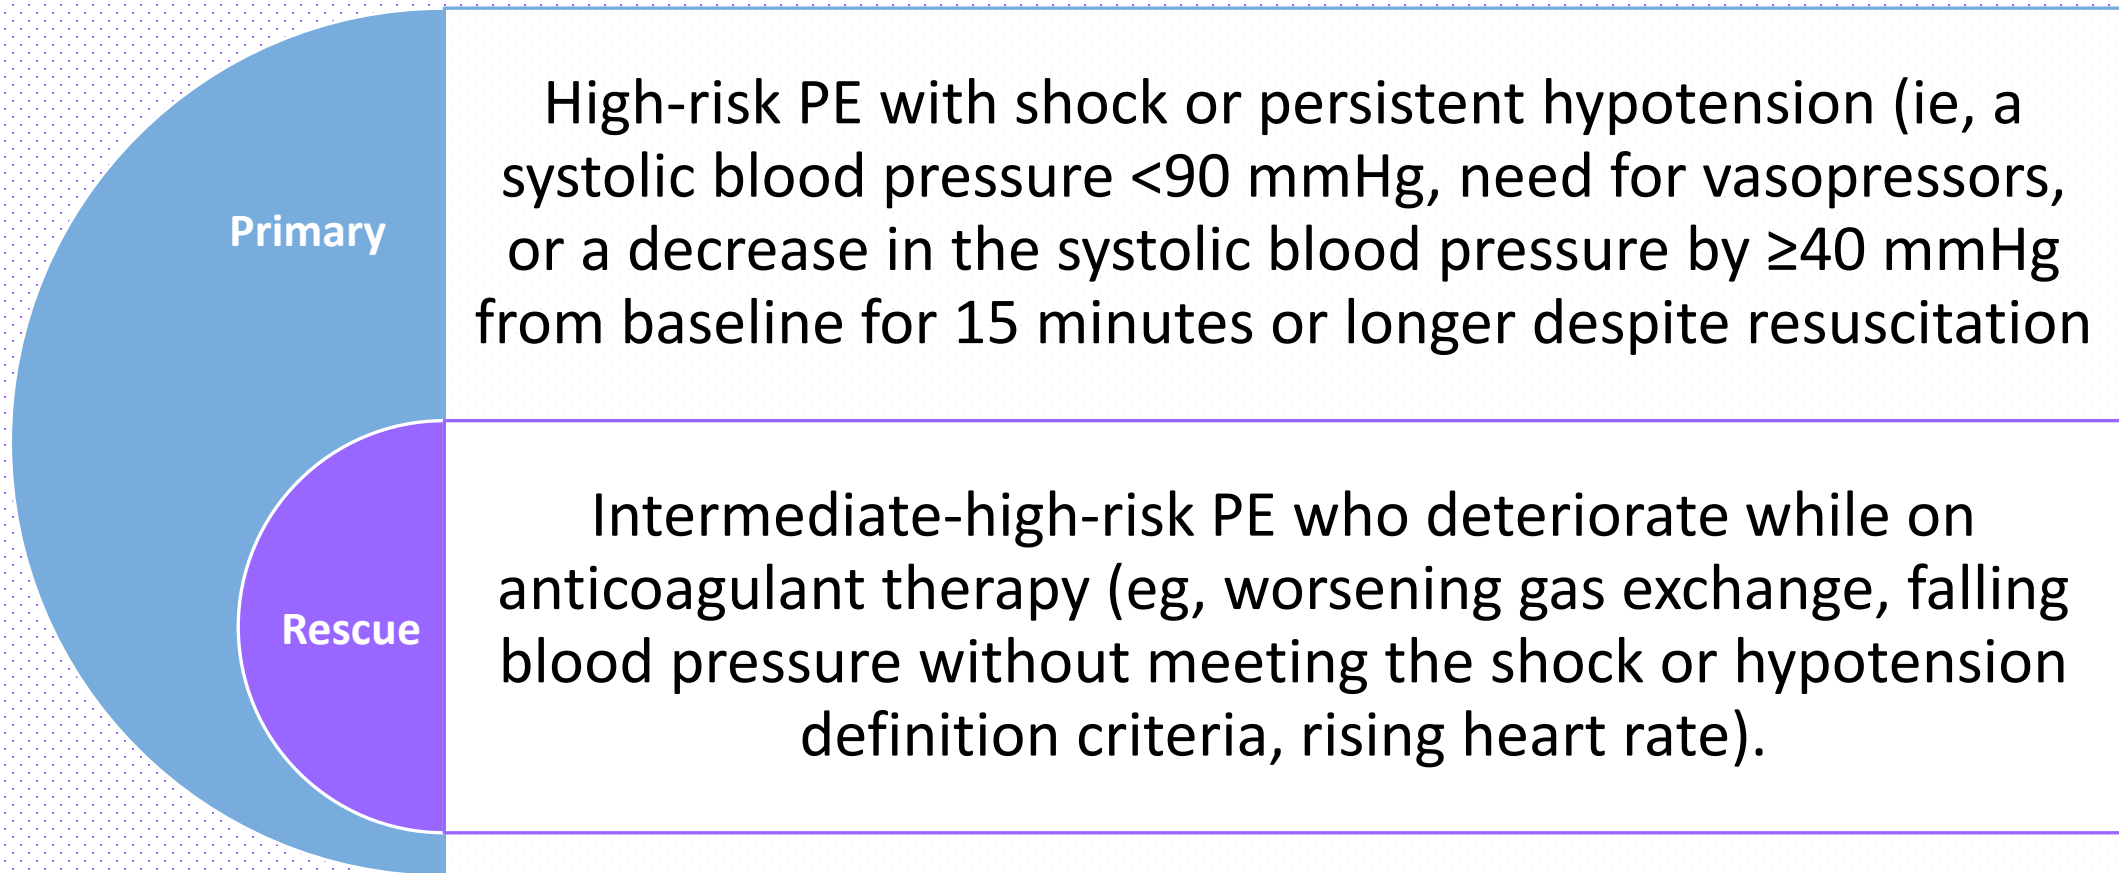 Primary
High-risk PE with shock or persistent hypotension (ie, a
systolic blood pressure <90 mmHg, need for vasopressors,
or a decrease in the systolic blood pressure by ≥40 mmHg
from baseline for 15 minutes or longer despite resuscitation
Rescue
Intermediate-high-risk PE who deteriorate while on
anticoagulant therapy (eg, worsening gas exchange, falling
blood pressure without meeting the shock or hypotension
definition criteria, rising heart rate).